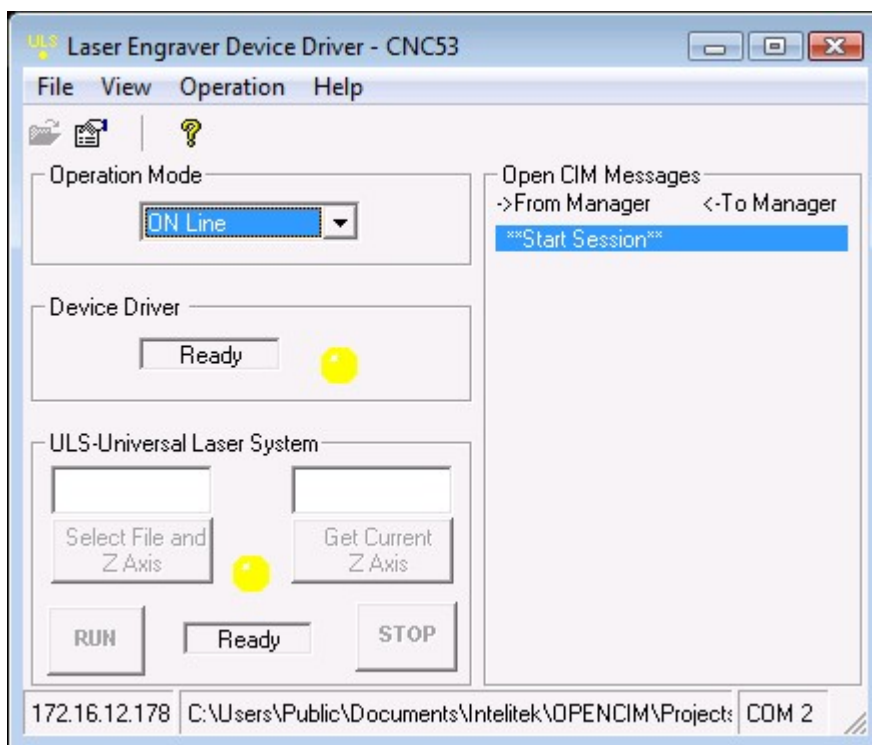 ULS Laser Engraver Device Driver - CNC53
File View Operation Help
Operation Mode
ON Line
Device Driver
Ready
ULS-Universal Laser System
Select File and
Z Axis
Get Current
Z Axis
RUN
Ready
STOP
Open CIM Messages
->From Manager <-To Manager
**Start Session**
172.16.12.178 C:\Users\Public\Documents\Intelitek\OPENCIM\Projects COM 2